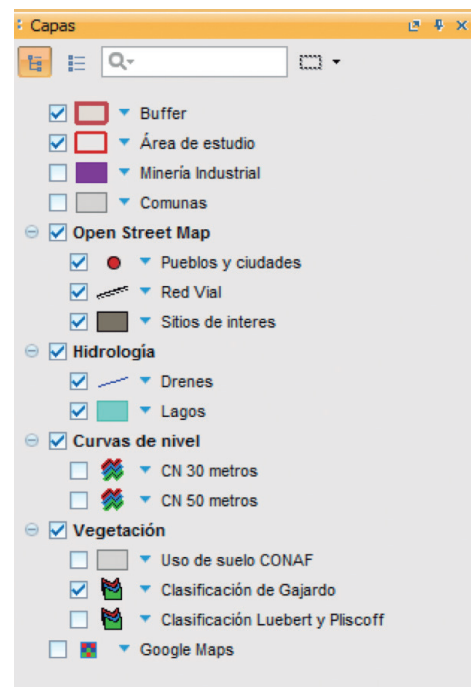 Capas
Buffer
Área de estudio
Minería Industrial
Comunas
Open Street Map
Pueblos y ciudades
Red Vial
Sitios de interes
Hidrología
Drenes
Lagos
Curvas de nivel
CN 30 metros
CN 50 metros
Vegetación
Uso de suelo CONAF
Clasificación de Gajardo
Clasificación Luebert y Pliscoff
Google Maps